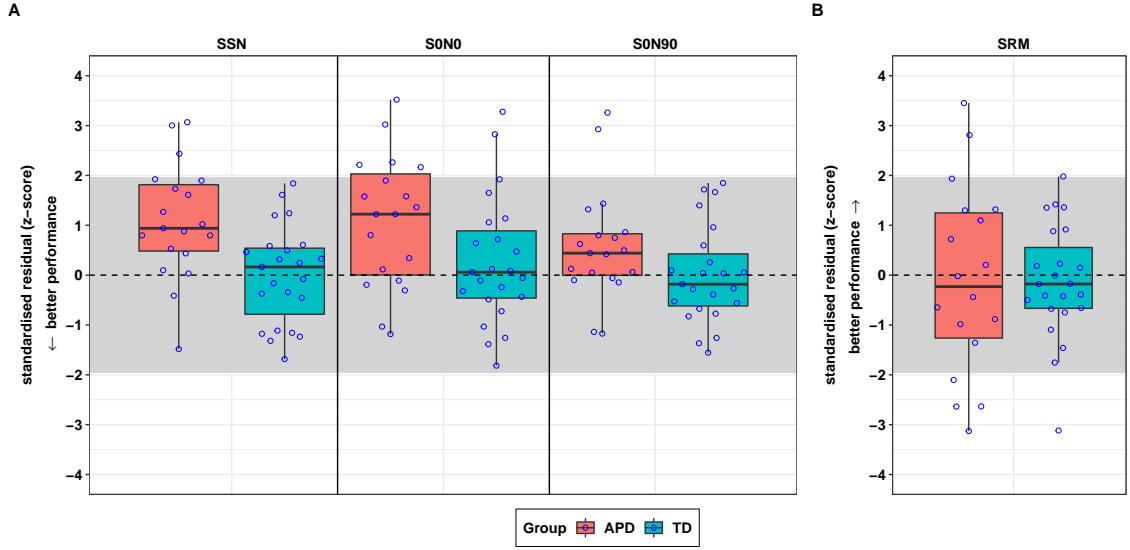 A
B
SSN
S0N0
S0N90
SRM
standardised residual (z−score)
← better performance
4
3
2
1
0
−1
−2
−3
−4
standardised residual (z−score)
better performance →
4
3
2
1
0
−1
−2
−3
−4
Group APD TD